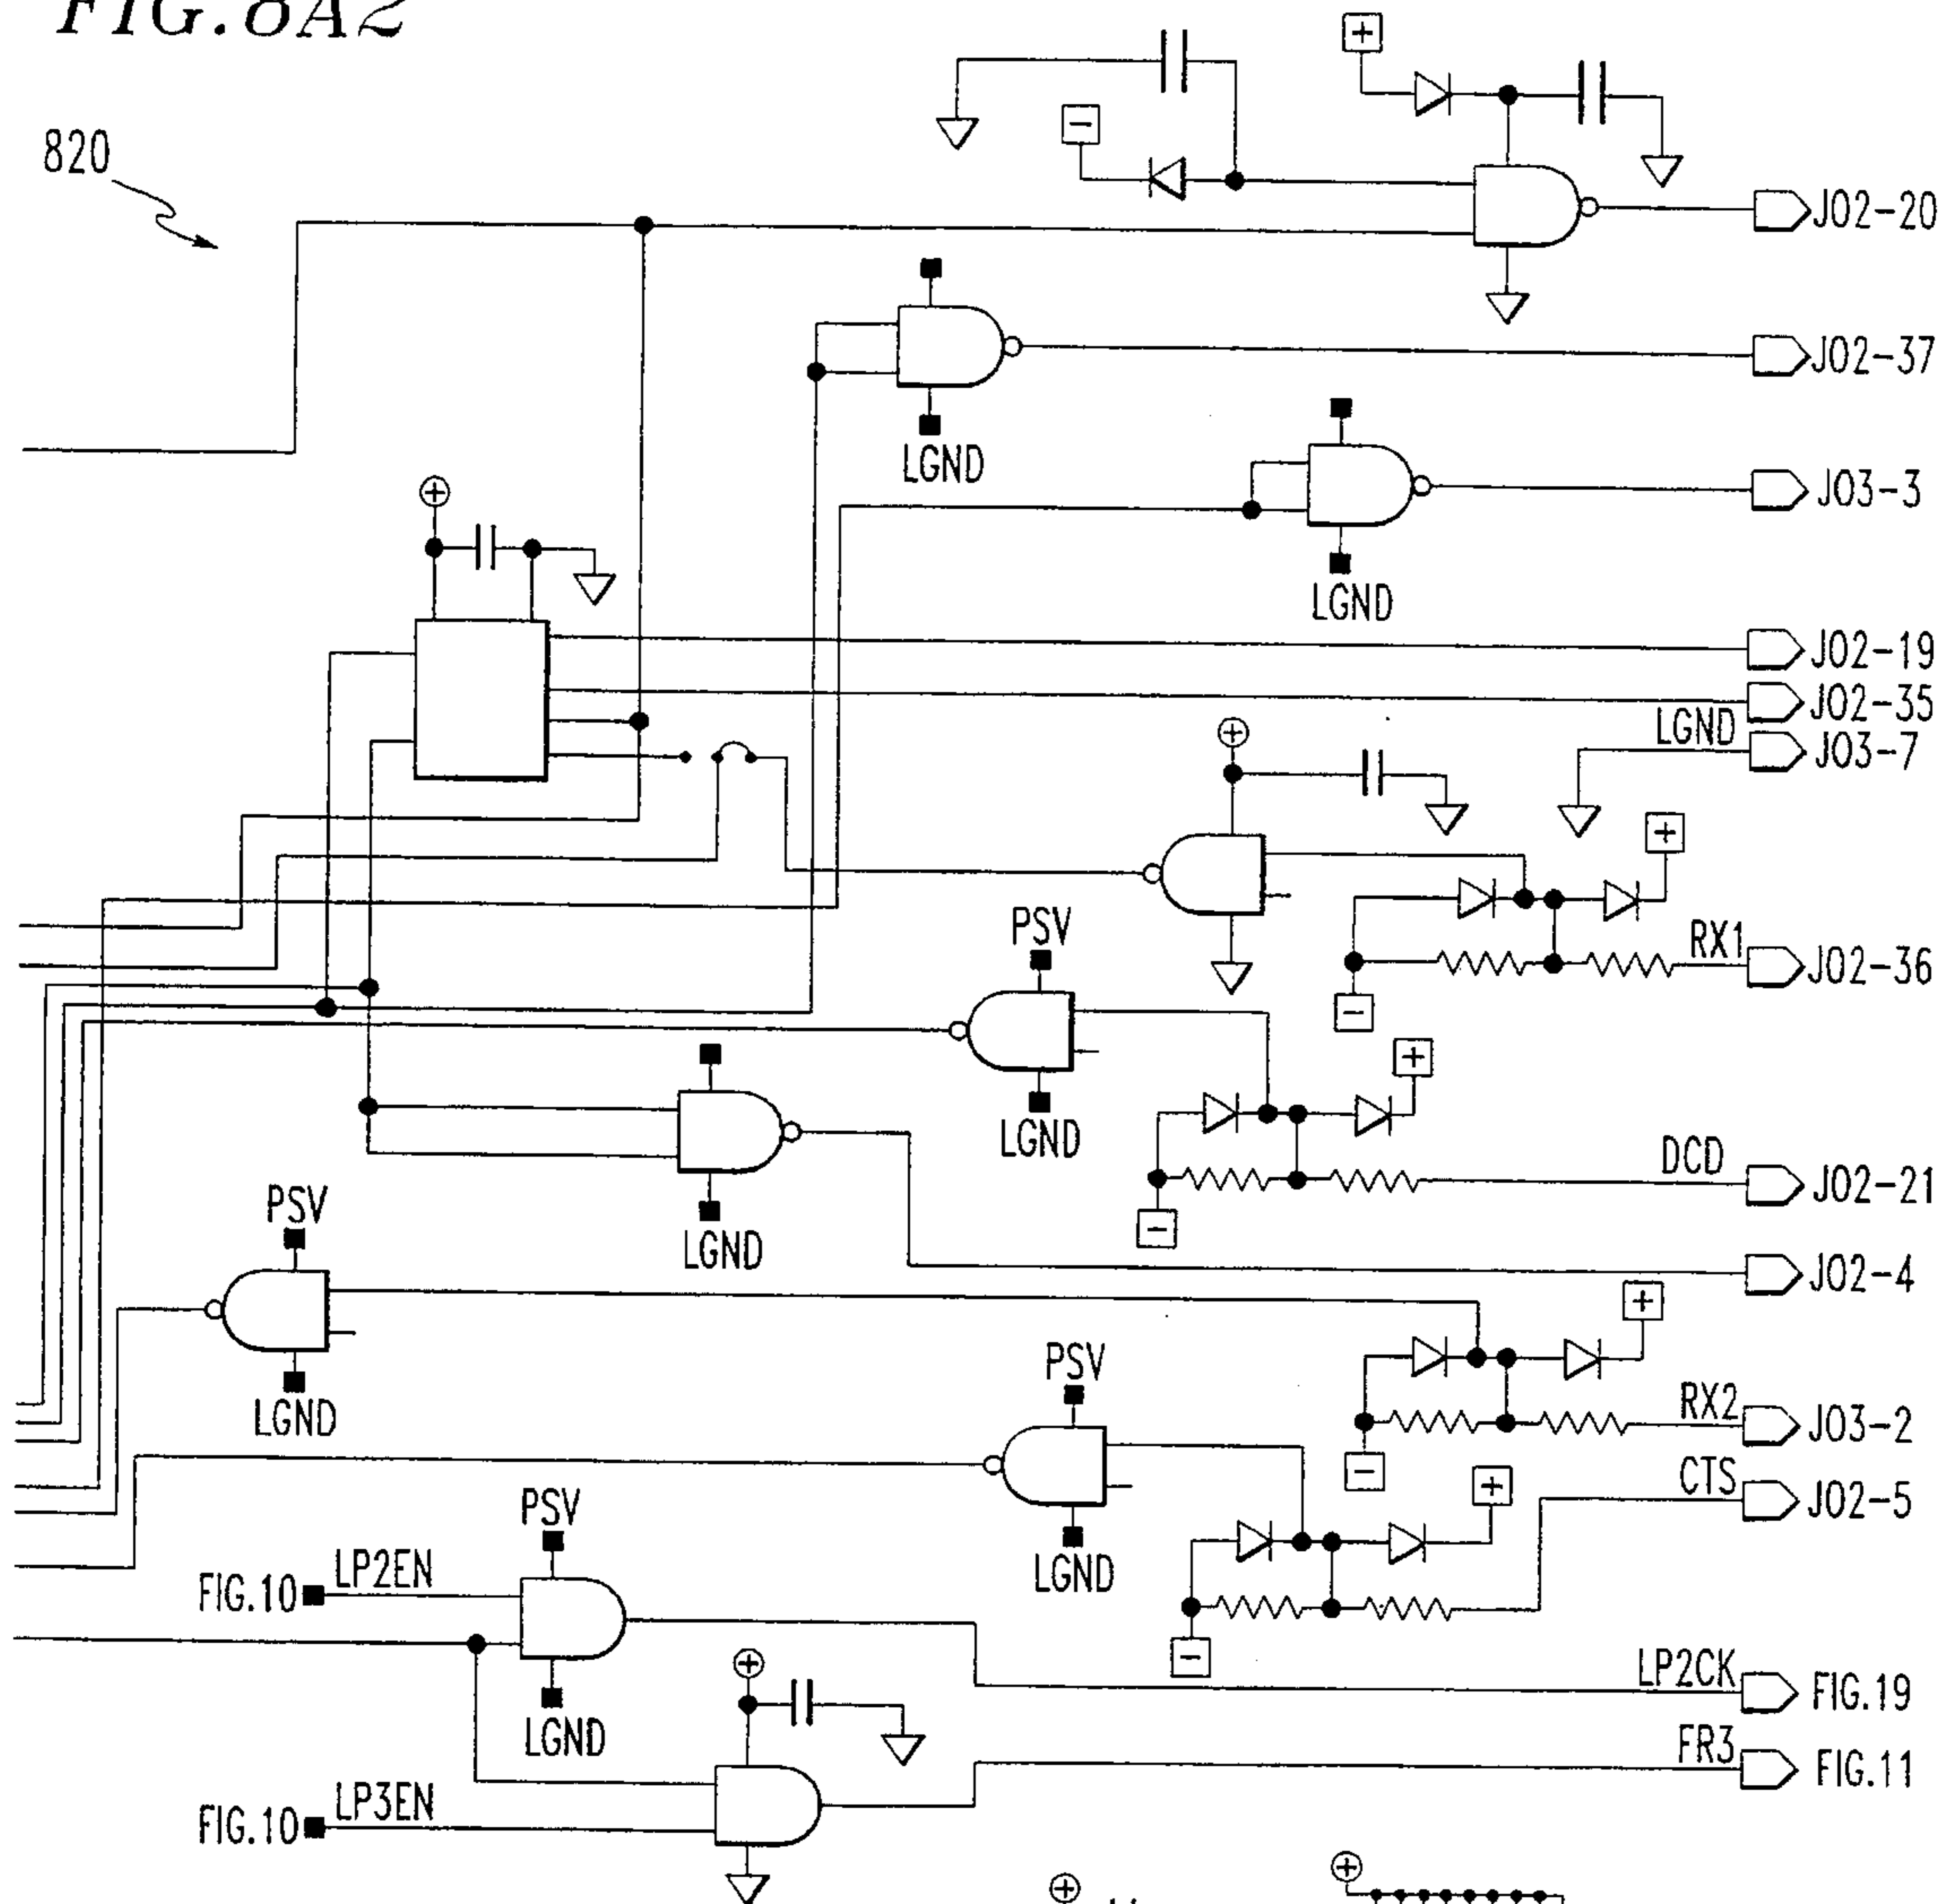 FIG. 8A2
820
J02-20
J02-37
LGND
J03-3
LGND
J02-19
J02-35
LGND
J03-7
PSV
RX1
J02-36
LGND
DCD
J02-21
PSV
LGND
J02-4
LGND
PSV
RX2
J03-2
CTS
J02-5
PSV
LGND
FIG.10
LP2EN
LP2CK
FIG.19
LGND
FR3
FIG.11
FIG.10
LP3EN